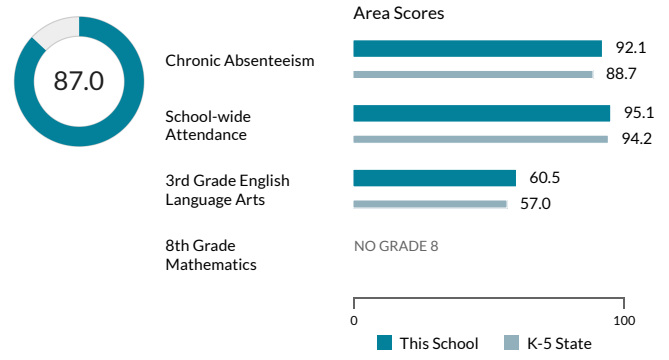 87.0
Area Scores
Chronic Absenteeism
92.1
88.7
School-wide
Attendance
95.1
94.2
3rd Grade English
Language Arts
60.5
57.0
8th Grade
Mathematics
NO GRADE 8
0
100
This School
K-5 State